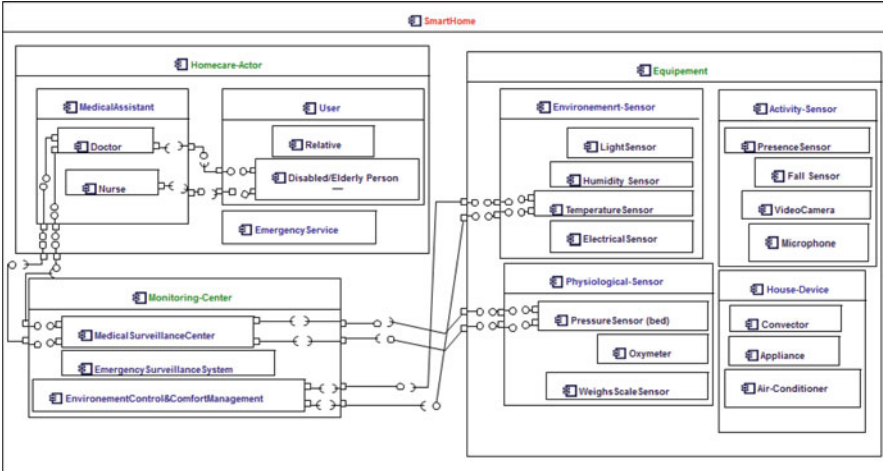 SmartHome
Homecare-Actor
MedicalAssistant
Doctor
Nurse
User
Relative
Disabled/Elderly Person
EmergencyService
Monitoring-Center
MedicalSurveillanceCenter
EmergencySurveillanceSystem
EnvironementControl&ComfortManagement
Equipement
Environemenrt-Sensor
LightSensor
Humidity Sensor
TemperatureSensor
ElectricalSensor
Activity-Sensor
PresenceSensor
Fall Sensor
VideoCamera
Microphone
Physiological-Sensor
PressureSensor (bed)
Oxymeter
WeighsScaleSensor
House-Device
Convector
Appliance
Air-Conditioner